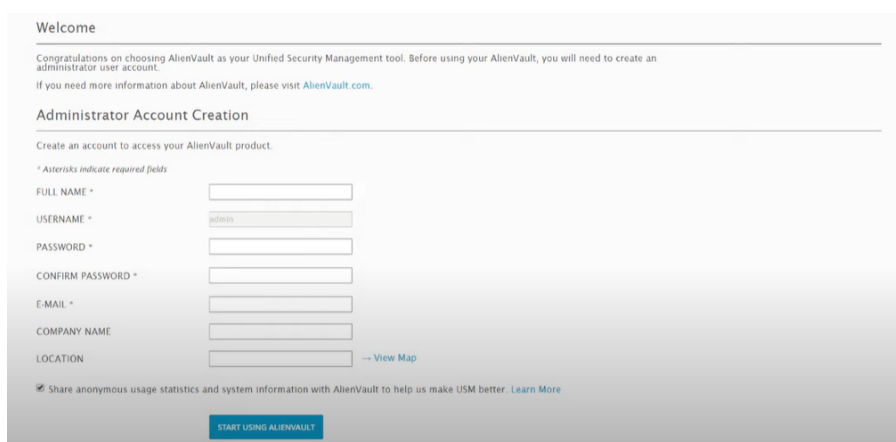 Welcome
Congratulations on choosing AlienVault as your Unified Security Management tool. Before using your AlienVault, you will need to create an
administrator user account.
If you need more information about AlienVault, please visit AlienVault.com.
Administrator Account Creation
Create an account to access your AlienVault product.
* Asterisks indicate required fields
FULL NAME *
USERNAME * admin
PASSWORD *
CONFIRM PASSWORD *
E-MAIL *
COMPANY NAME
LOCATION → View Map
Share anonymous usage statistics and system information with AlienVault to help us make USM better. Learn More
START USING ALIENVAULT